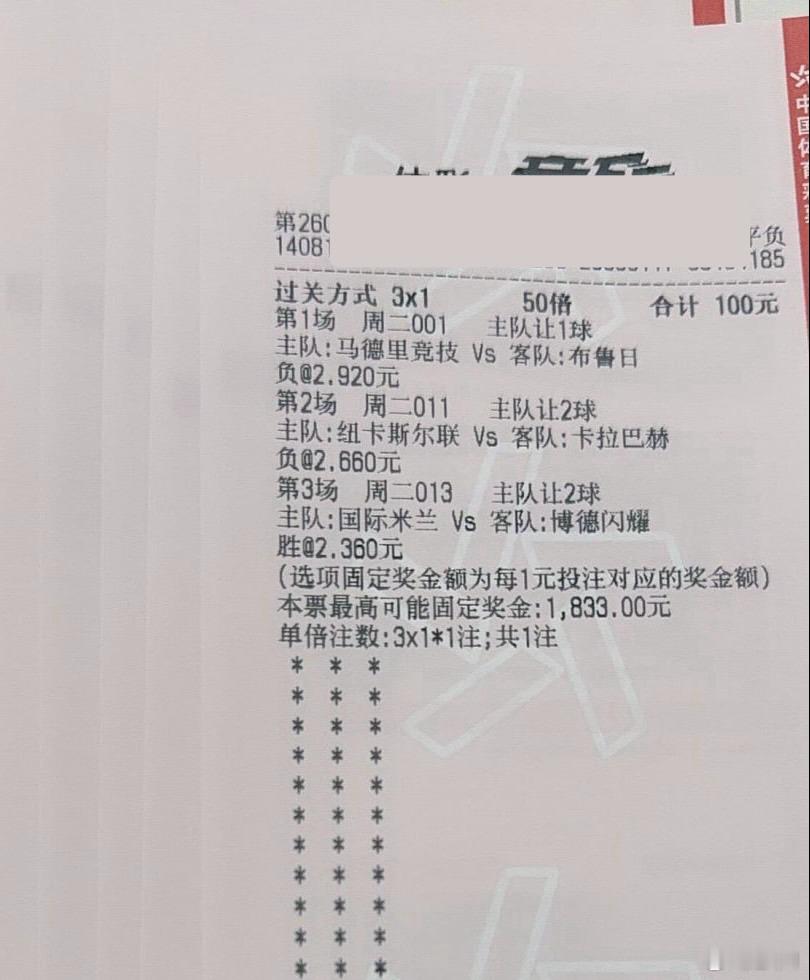 中国体育彩票
第260
平负
14081
185
过关方式 3x1 50倍 合计 100元
第1场 周二001 主队让1球
主队:马德里竞技 Vs 客队:布鲁日
负@2.920元
第2场 周二011 主队让2球
主队:纽卡斯尔联 Vs 客队:卡拉巴赫
负@2.660元
第3场 周二013 主队让2球
主队:国际米兰 Vs 客队:博德闪耀
胜@2.360元
(选项固定奖金额为每1元投注对应的奖金额)
本票最高可能固定奖金:1,833.00元
单倍注数:3x1*1注;共1注
* * *
* * *
* * *
* * *
* * *
* * *
* * *
* * *
* * *
* * *
* * *